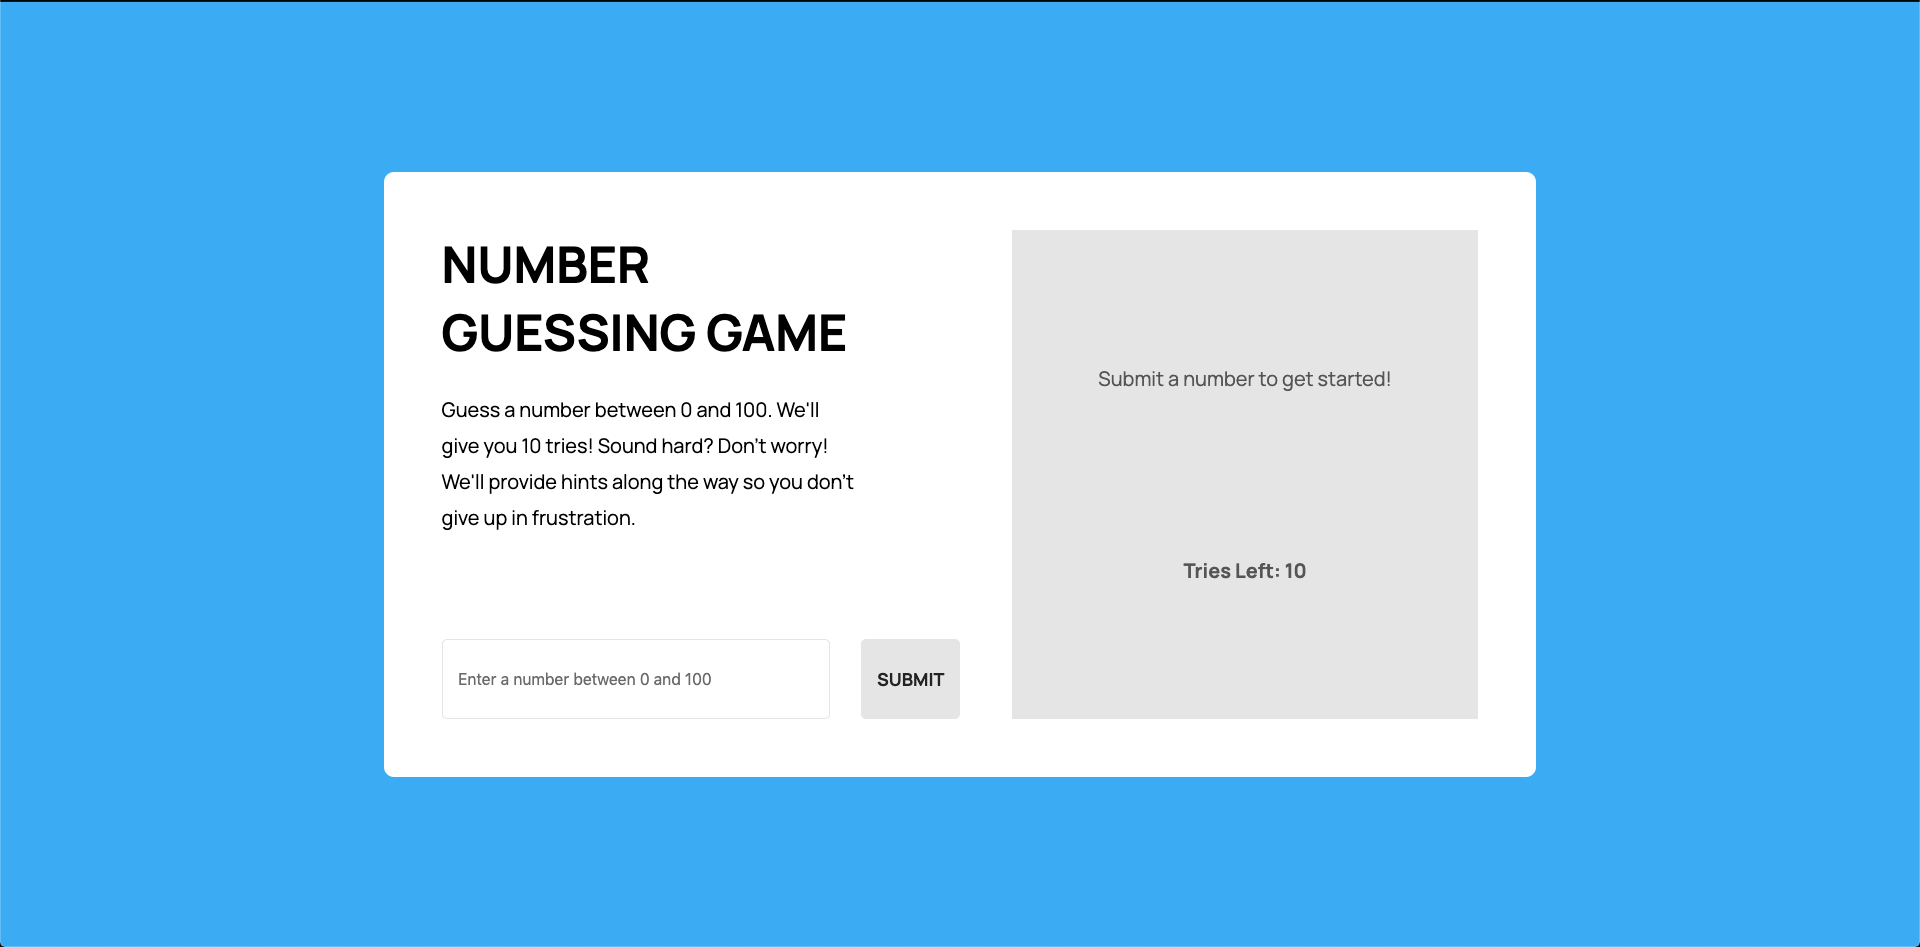 NUMBER
GUESSING GAME
Guess a number between 0 and 100. We'll
give you 10 tries! Sound hard? Don't worry!
We'll provide hints along the way so you don't
give up in frustration.
Enter a number between 0 and 100
SUBMIT
Submit a number to get started!
Tries Left: 10